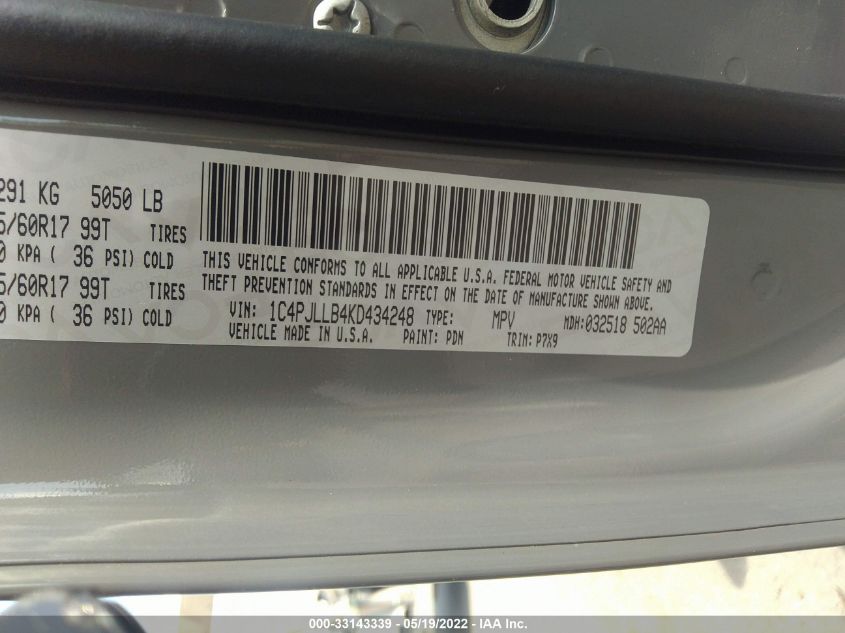 291 KG 5050 LB
5/60R17 99T TIRES
0 KPA ( 36 PSI) COLD
5/60R17 99T TIRES
0 KPA ( 36 PSI) COLD
THIS VEHICLE CONFORMS TO ALL APPLICABLE U.S.A. FEDERAL MOTOR VEHICLE SAFETY AND
THEFT PREVENTION STANDARDS IN EFFECT ON THE DATE OF MANUFACTURE SHOWN ABOVE.
VIN: 1C4PJLLB4KD434248 TYPE: MPV MDH:032518 502AA
VEHICLE MADE IN U.S.A. PAINT: PDN TRIM: P7X9
000-33143339 - 05/19/2022 - IAA Inc.